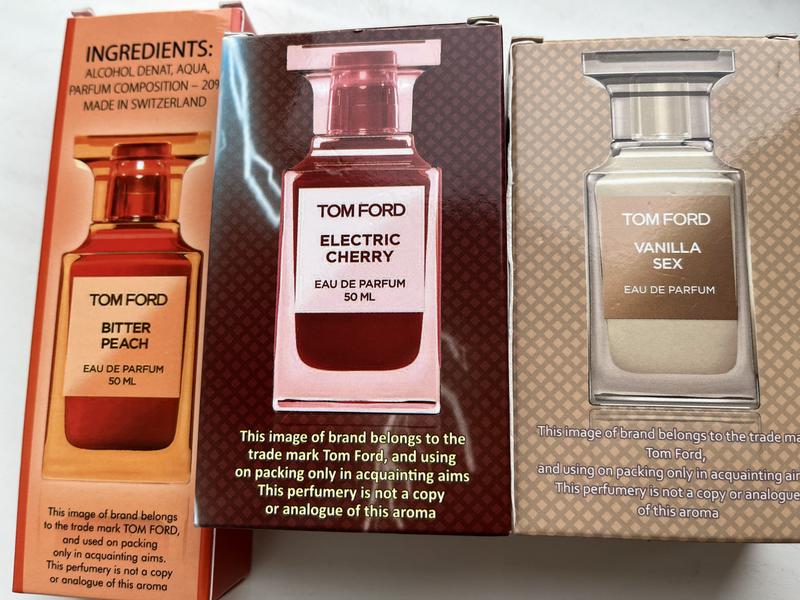 INGREDIENTS:
ALCOHOL DENAT, AQUA,
PARFUM COMPOSITION – 209
MADE IN SWITZERLAND
TOM FORD
BITTER
PEACH
EAU DE PARFUM
50 ML
This image of brand belongs
to the trade mark TOM FORD,
and used on packing
only in acquainting aims.
This perfumery is not a copy
or analogue of this aroma
TOM FORD
ELECTRIC
CHERRY
EAU DE PARFUM
50 ML
This image of brand belongs to the
trade mark Tom Ford, and using
on packing only in acquainting aims
This perfumery is not a copy
or analogue of this aroma
TOM FORD
VANILLA
SEX
EAU DE PARFUM
This image of brand belongs to the trade
Tom Ford,
and using on packing only in acquainting
This perfumery is not a copy or analogue
of this aroma